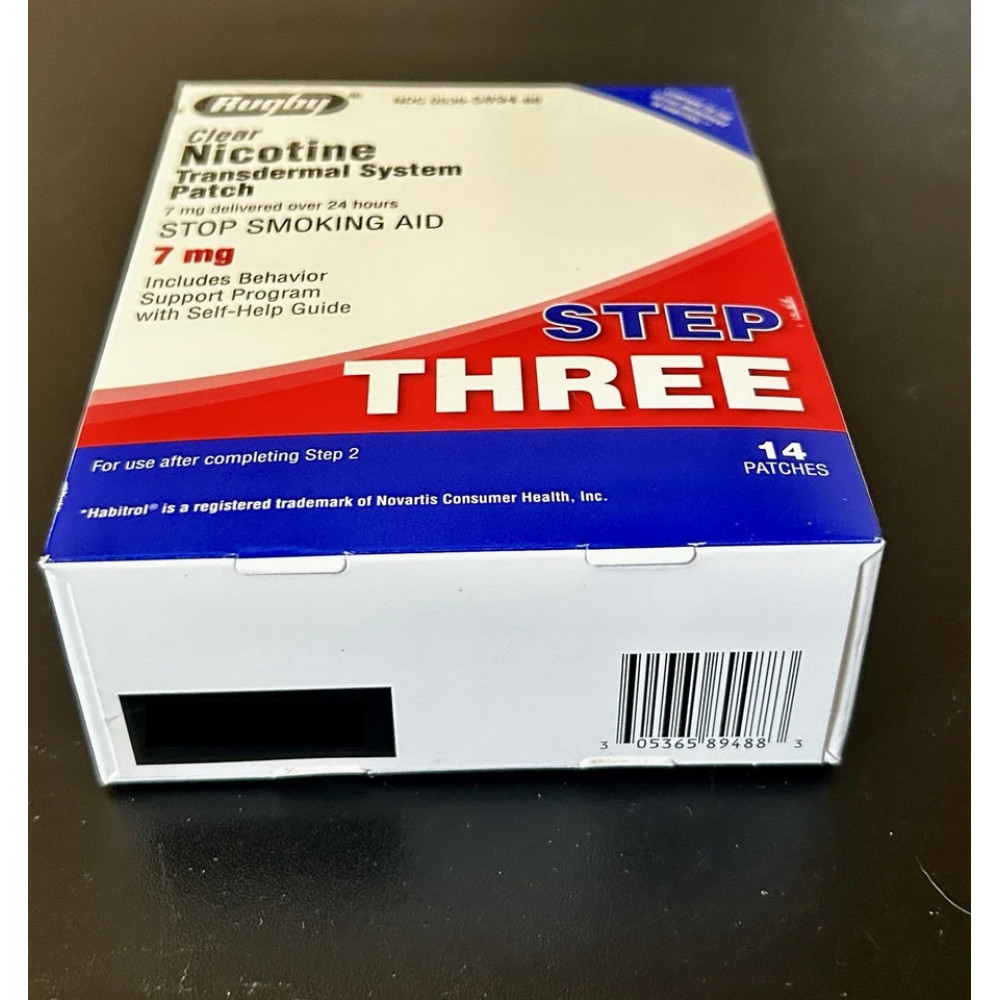 Rugby®
Clear
Nicotine
Transdermal System
Patch
7 mg delivered over 24 hours
STOP SMOKING AID
7 mg
Includes Behavior
Support Program
with Self-Help Guide
STEP
THREE
For use after completing Step 2
14
PATCHES
*Habitrol® is a registered trademark of Novartis Consumer Health, Inc.
3 05365 89488 3